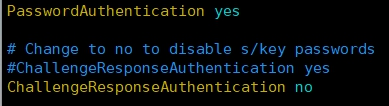 PasswordAuthentication yes
# Change to no to disable s/key passwords
#ChallengeResponseAuthentication yes
ChallengeResponseAuthentication no